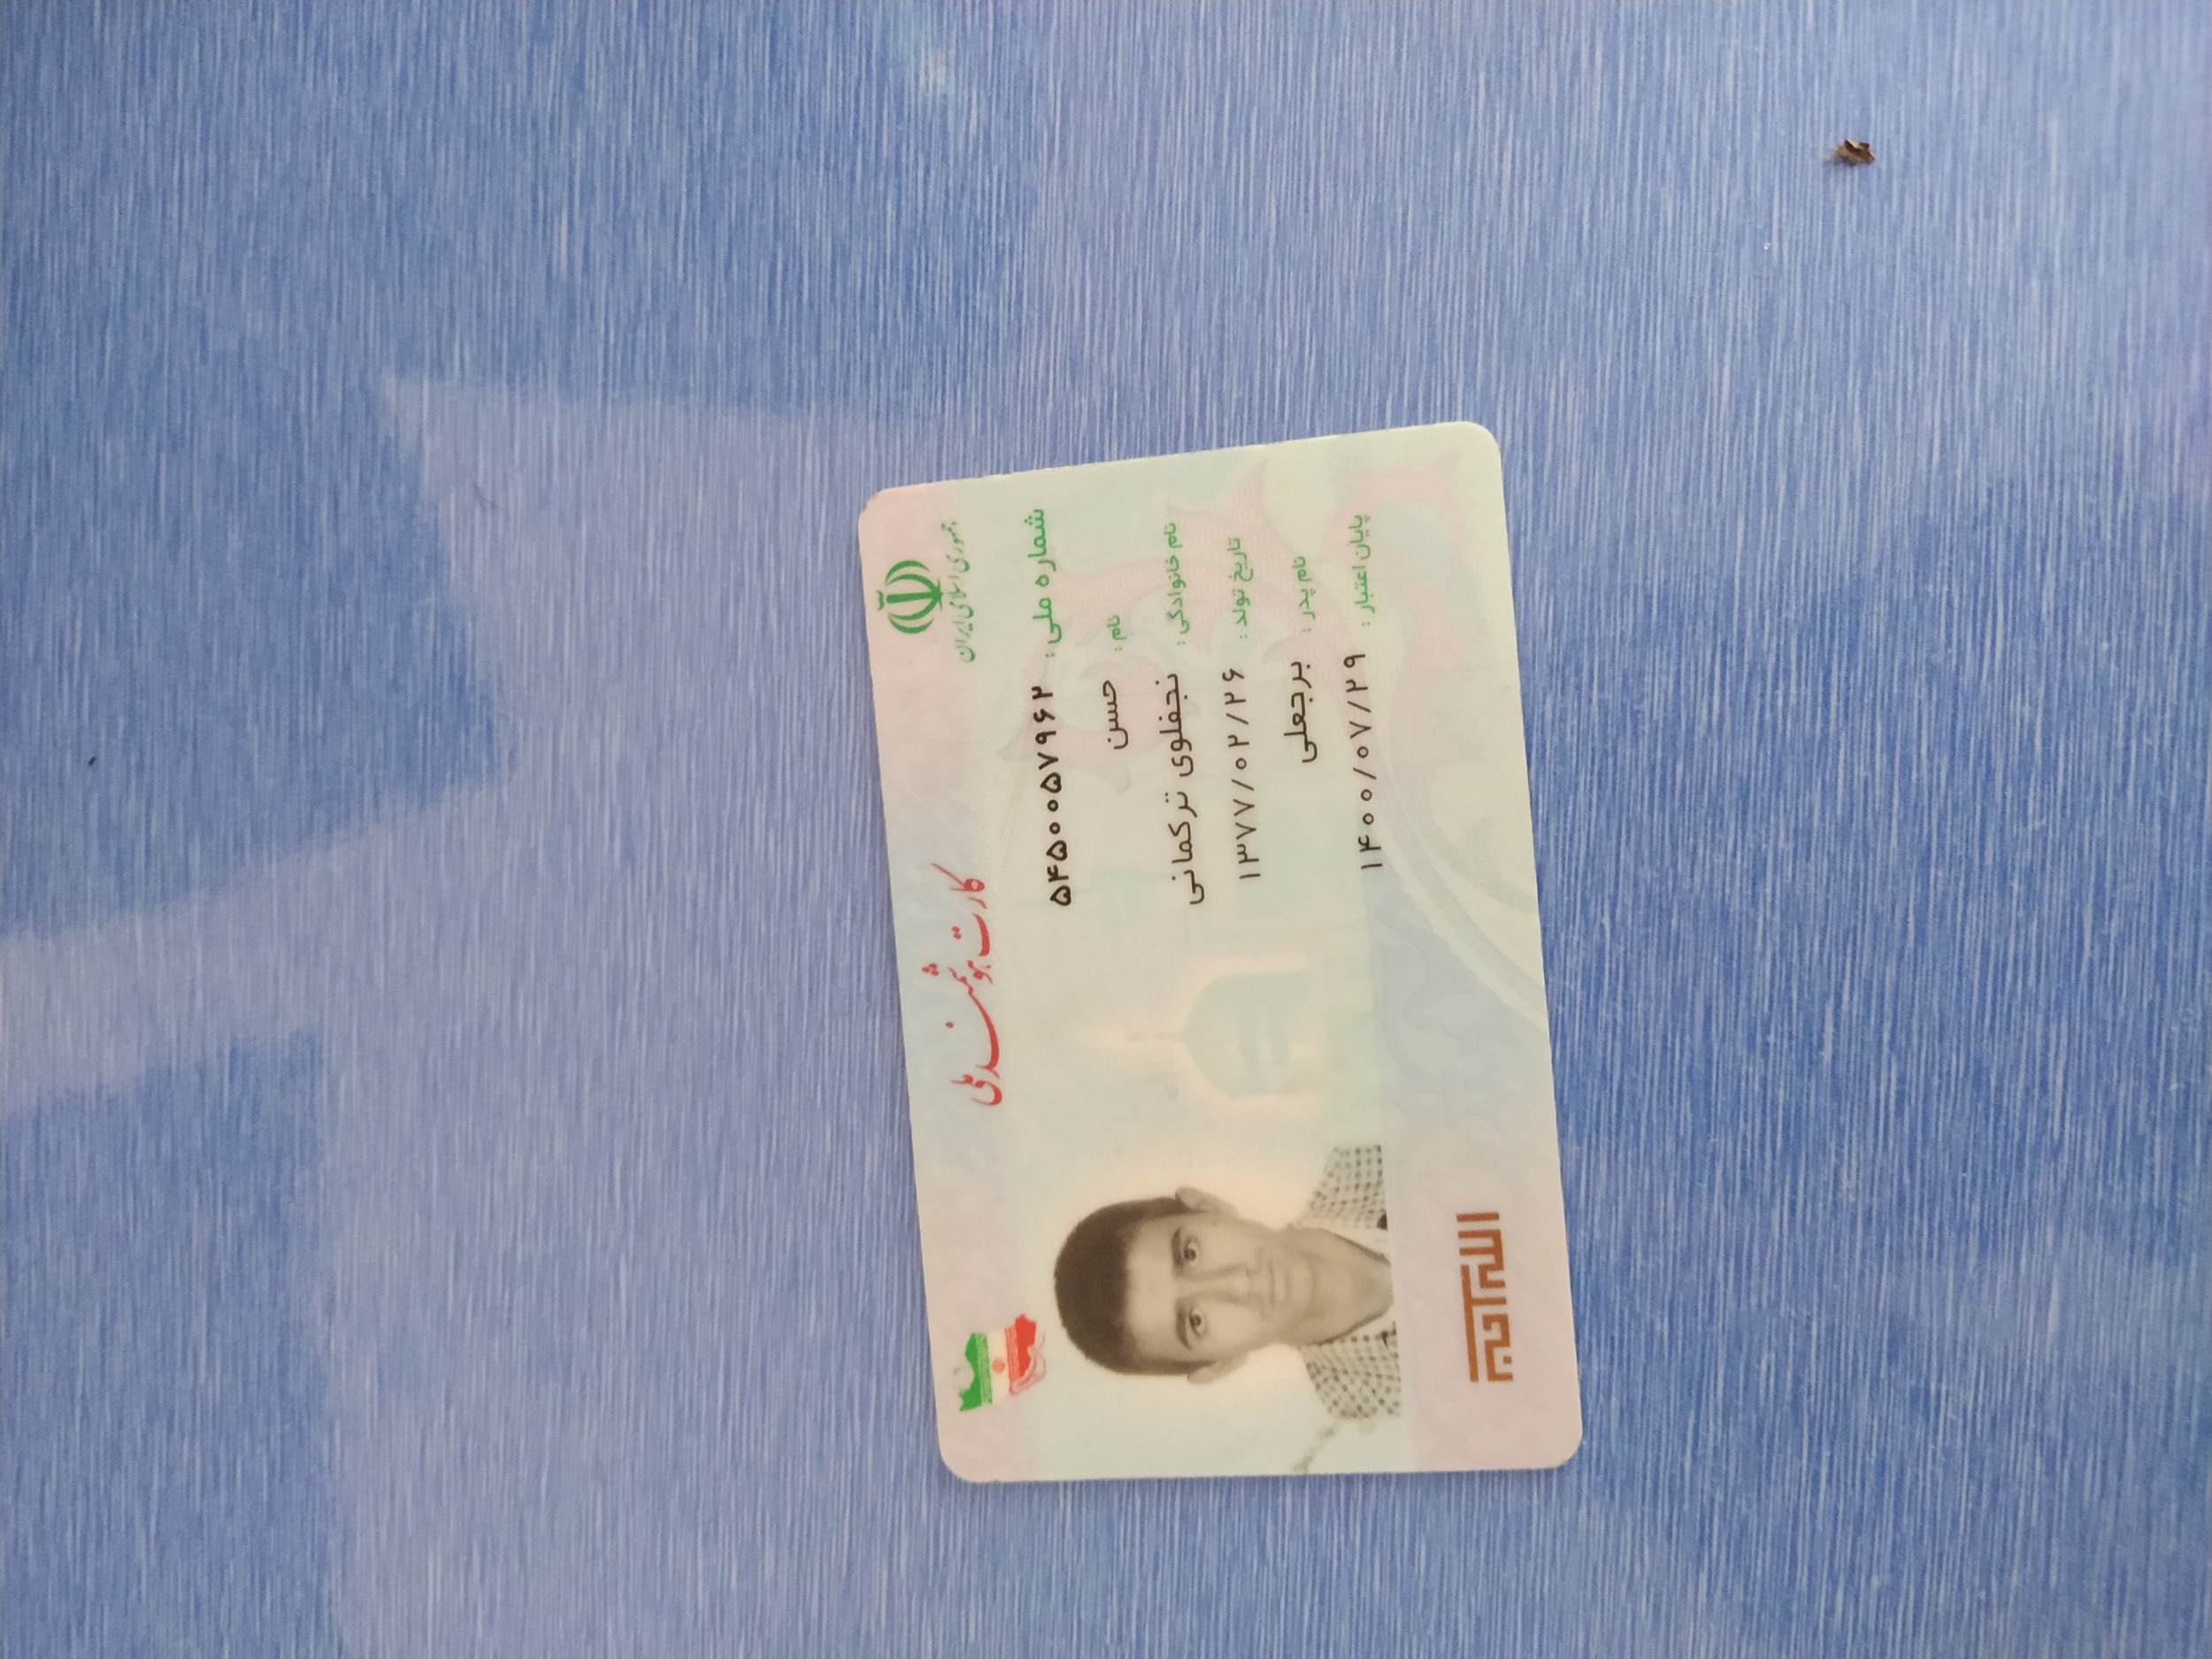 جمهوری اسلامی ایران
کارت هوشمند ملی
شماره ملی : ۵۴۵۰۰۵۷۹۶۲
نام : حسن
نام خانوادگی : نجفلوی ترکمانی
تاریخ تولد : ۱۳۷۷/۰۲/۲۶
نام پدر : برجعلی
پایان اعتبار : ۱۴۰۰/۰۷/۲۹